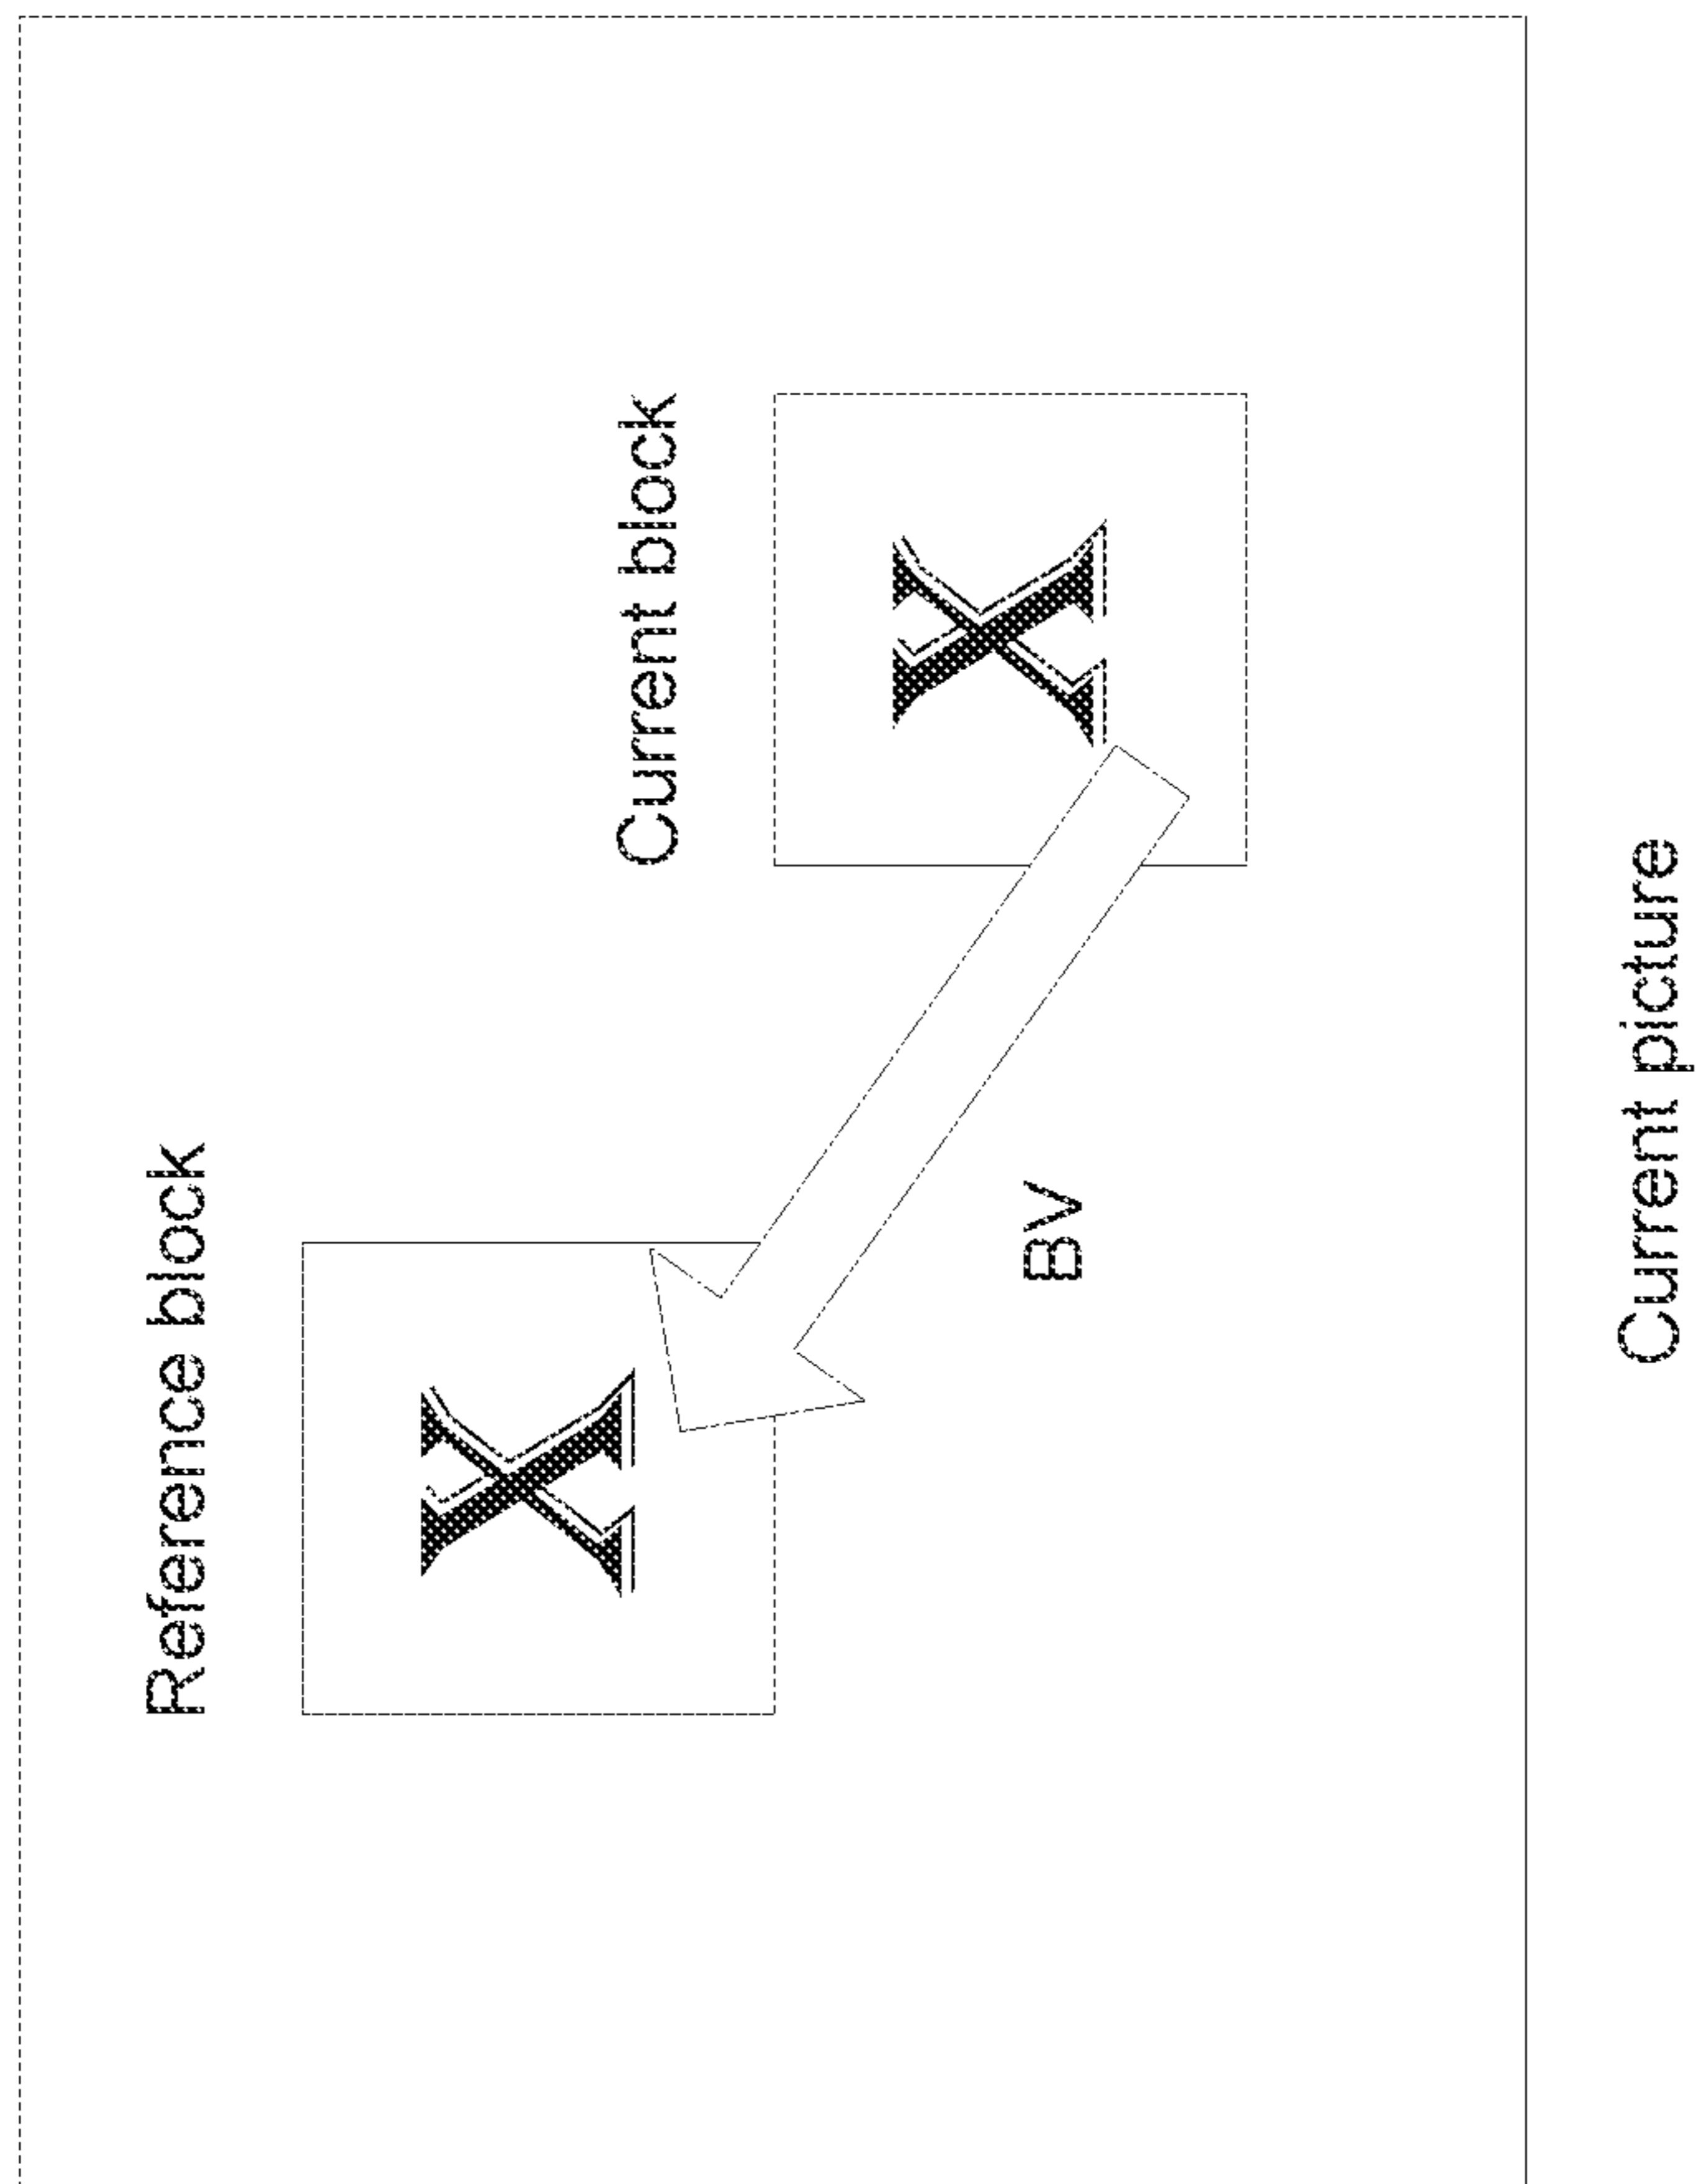 Reference block
X
Current block
X
BV
Current picture